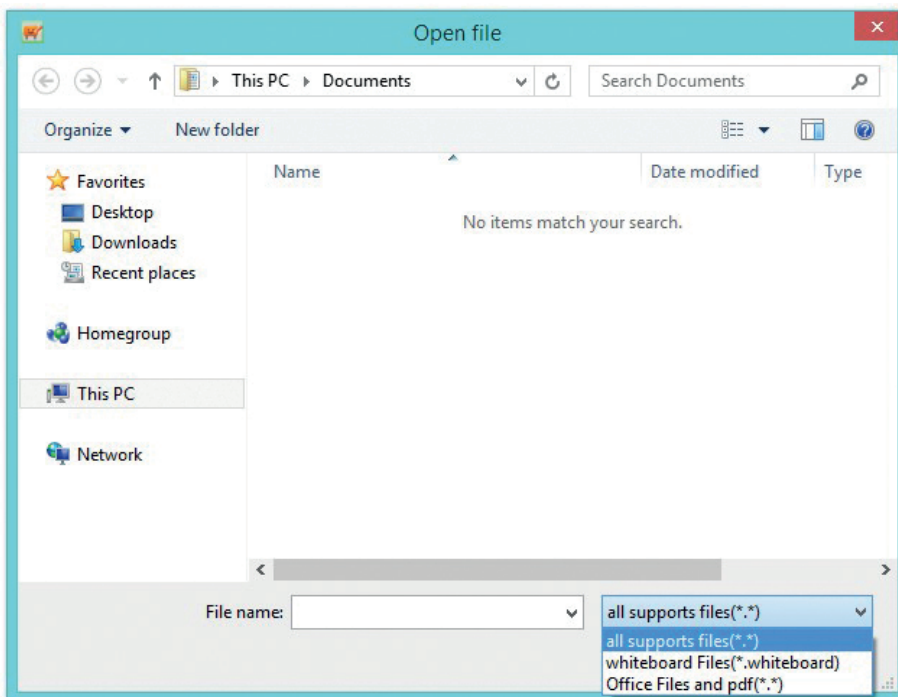 Open file
This PC Documents
Search Documents
Organize New folder
Favorites
Desktop
Downloads
Recent places
Homegroup
This PC
Network
Name Date modified Type
No items match your search.
File name: all supports files(*.*)
all supports files(*.*)
whiteboard Files(*.whiteboard)
Office Files and pdf(*.*)